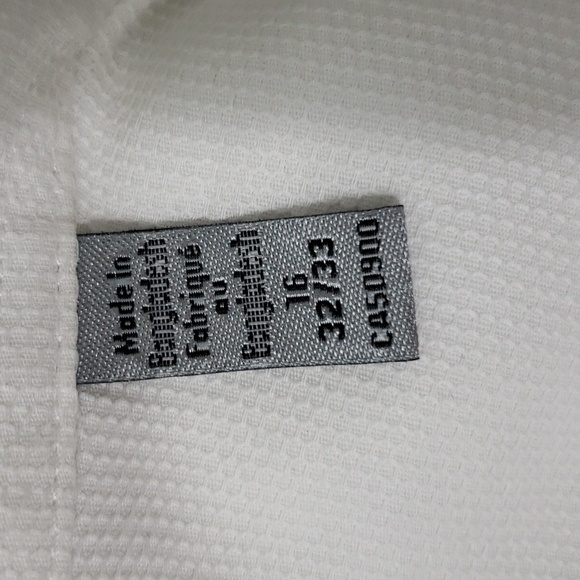 Made In
Bangladesh
Fabriqué
au
Bangladesh
16
32/33
CA50900